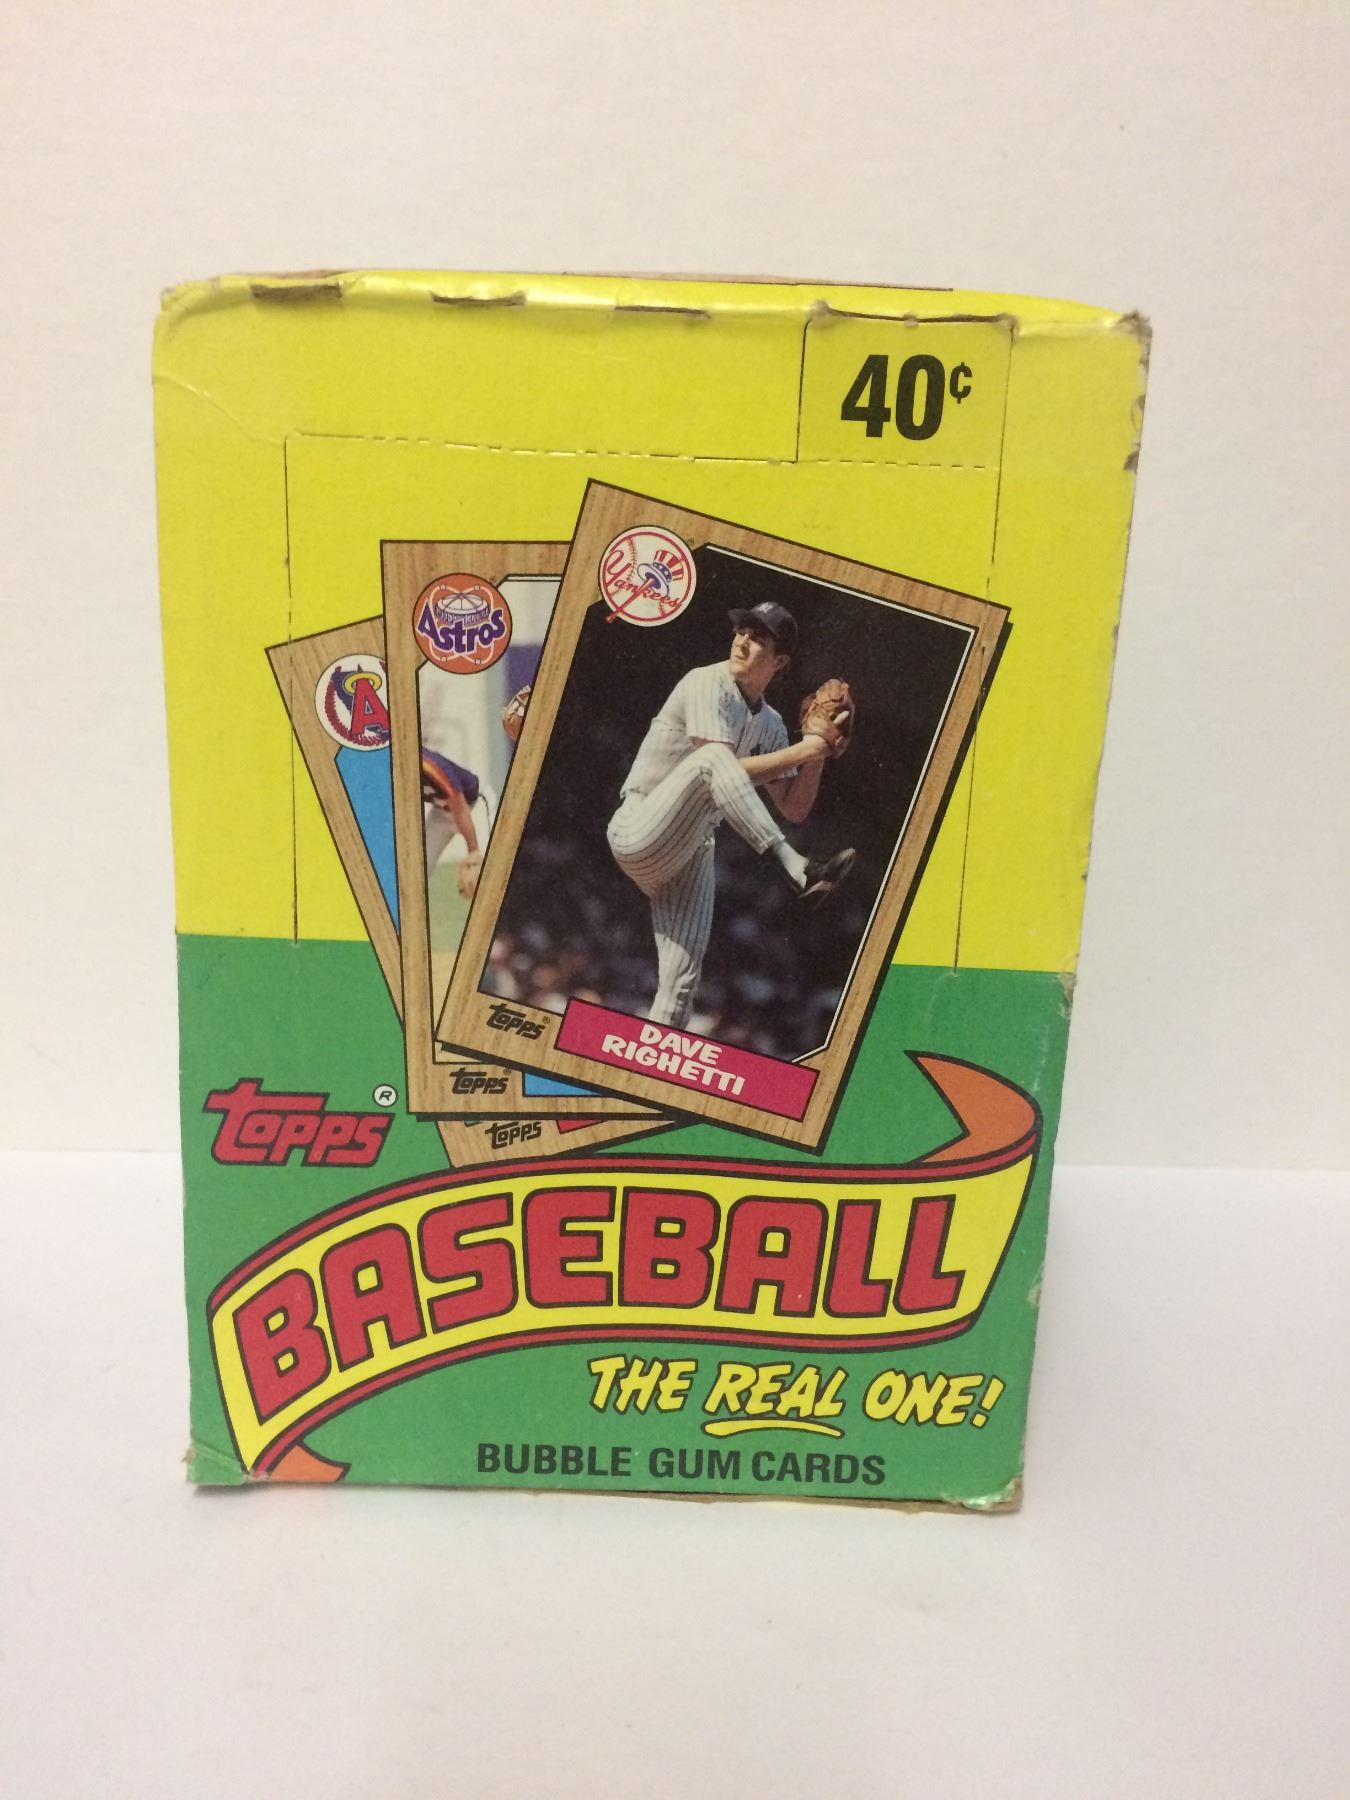 40¢
Yankees
Astros
A
topps®
DAVE
RIGHETTI
topps®
topps
topps®
BASEBALL
THE REAL ONE!
BUBBLE GUM CARDS